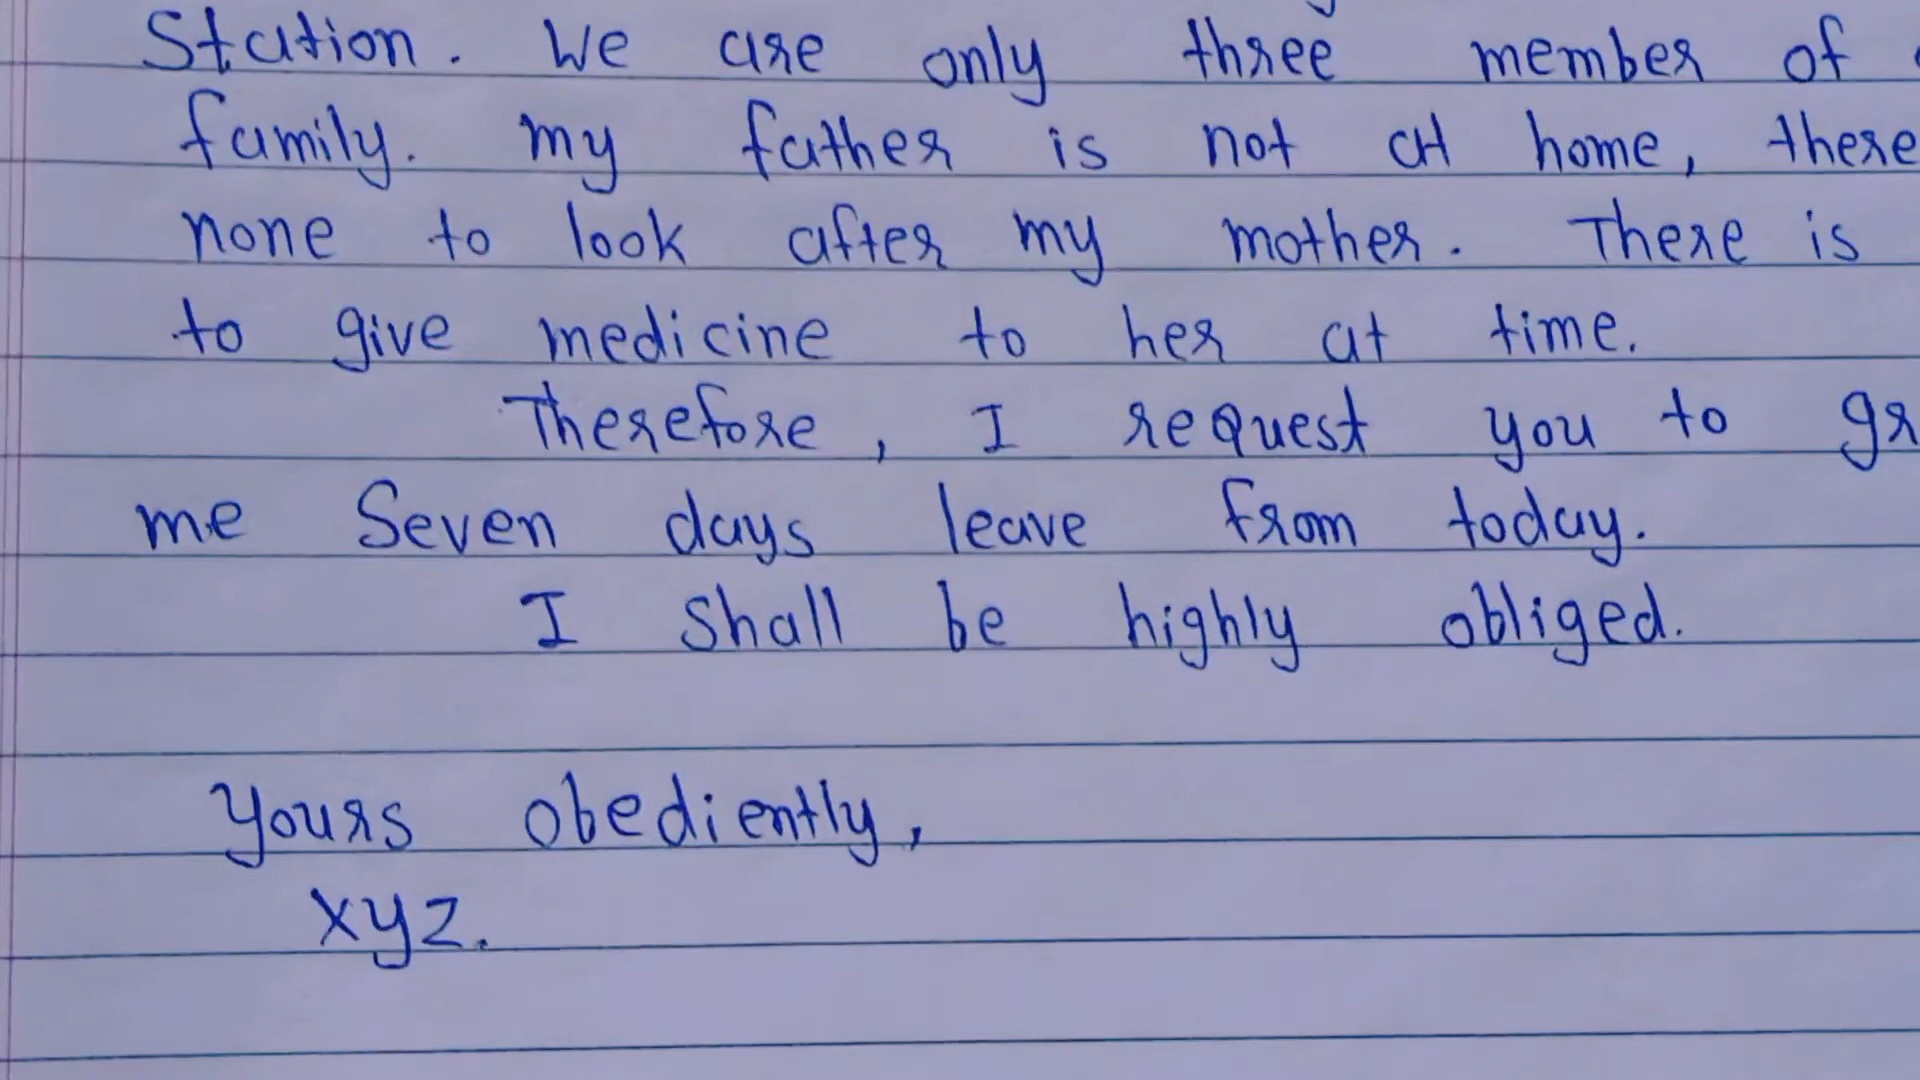 Station. We are only three member of
family. my father is not at home, there
none to look after my mother. There is
to give medicine to her at time.
Therefore, I request you to gr
me Seven days leave from today.
I Shall be highly obliged.
Yours obediently,
xyz.